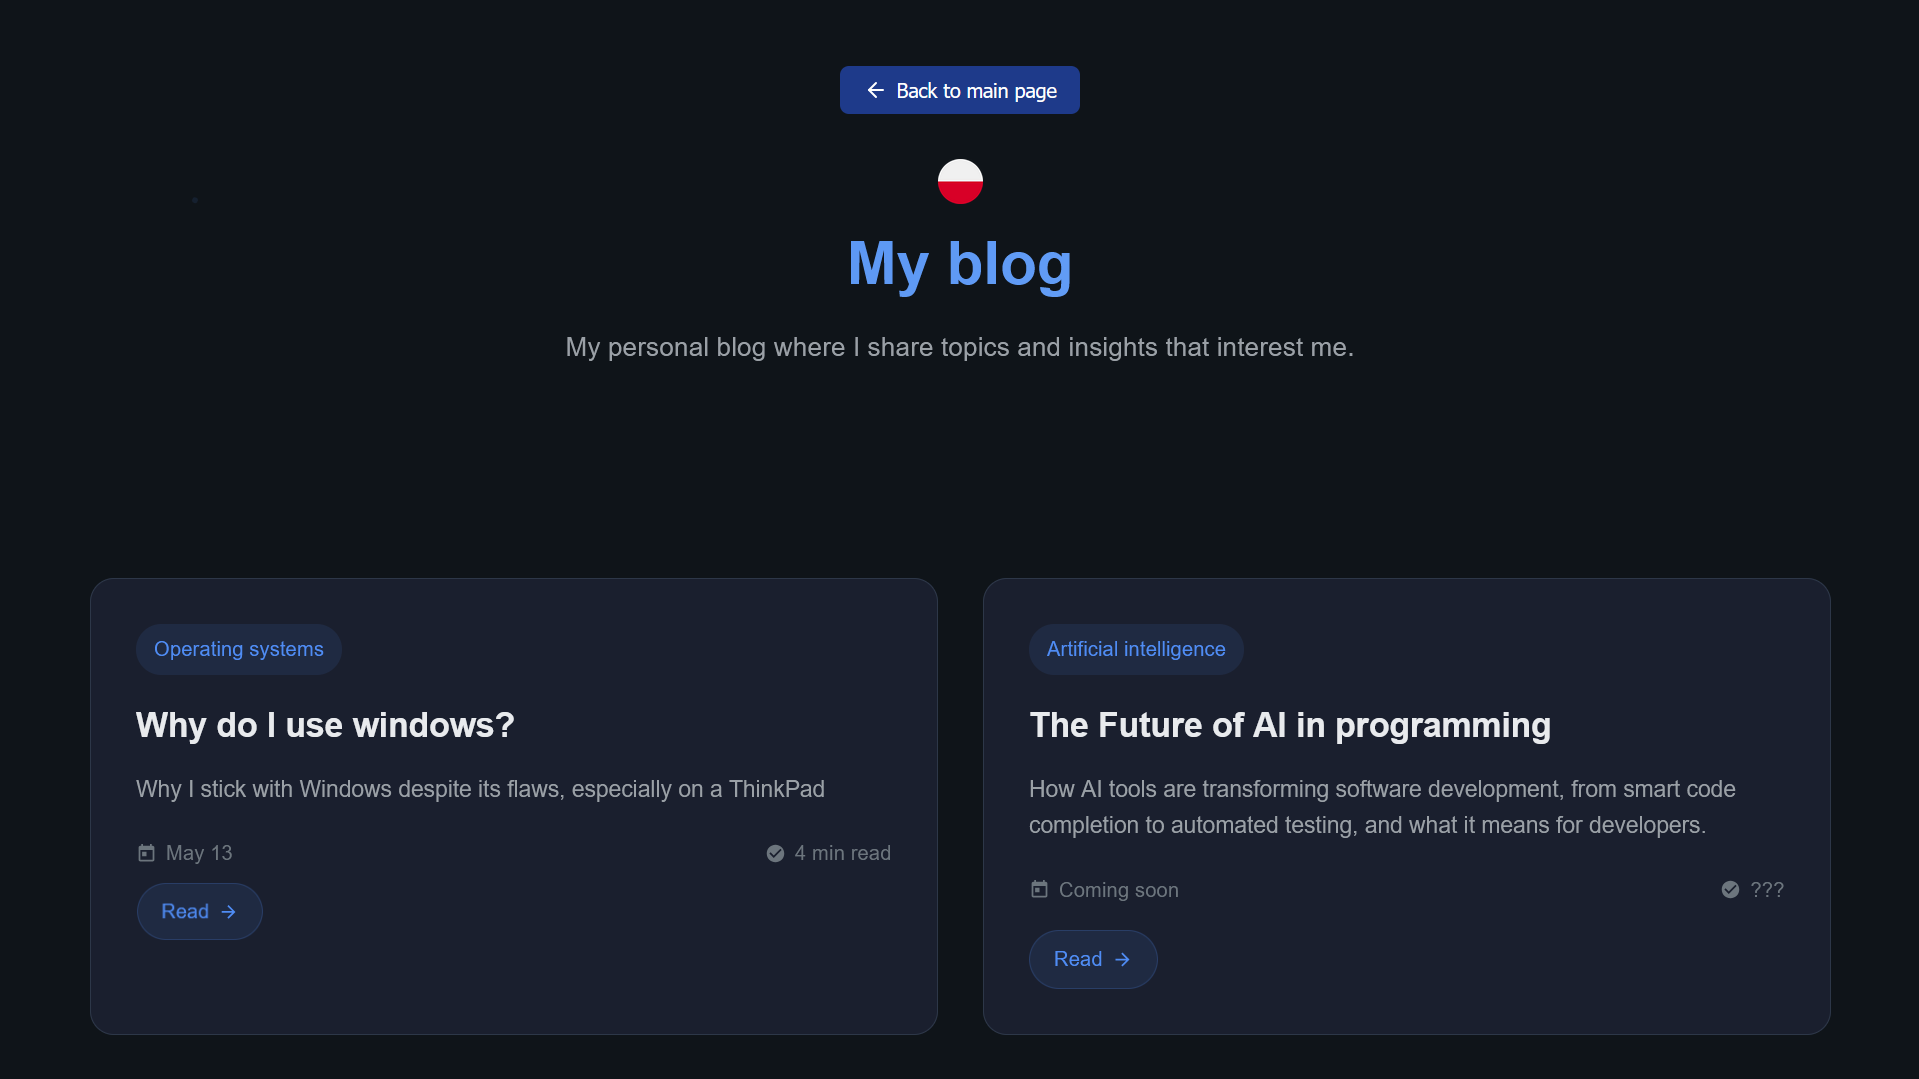 Back to main page
My blog
My personal blog where I share topics and insights that interest me.
Operating systems
Why do I use windows?
Why I stick with Windows despite its flaws, especially on a ThinkPad
May 13
4 min read
Read
Artificial intelligence
The Future of AI in programming
How AI tools are transforming software development, from smart code
completion to automated testing, and what it means for developers.
Coming soon
???
Read